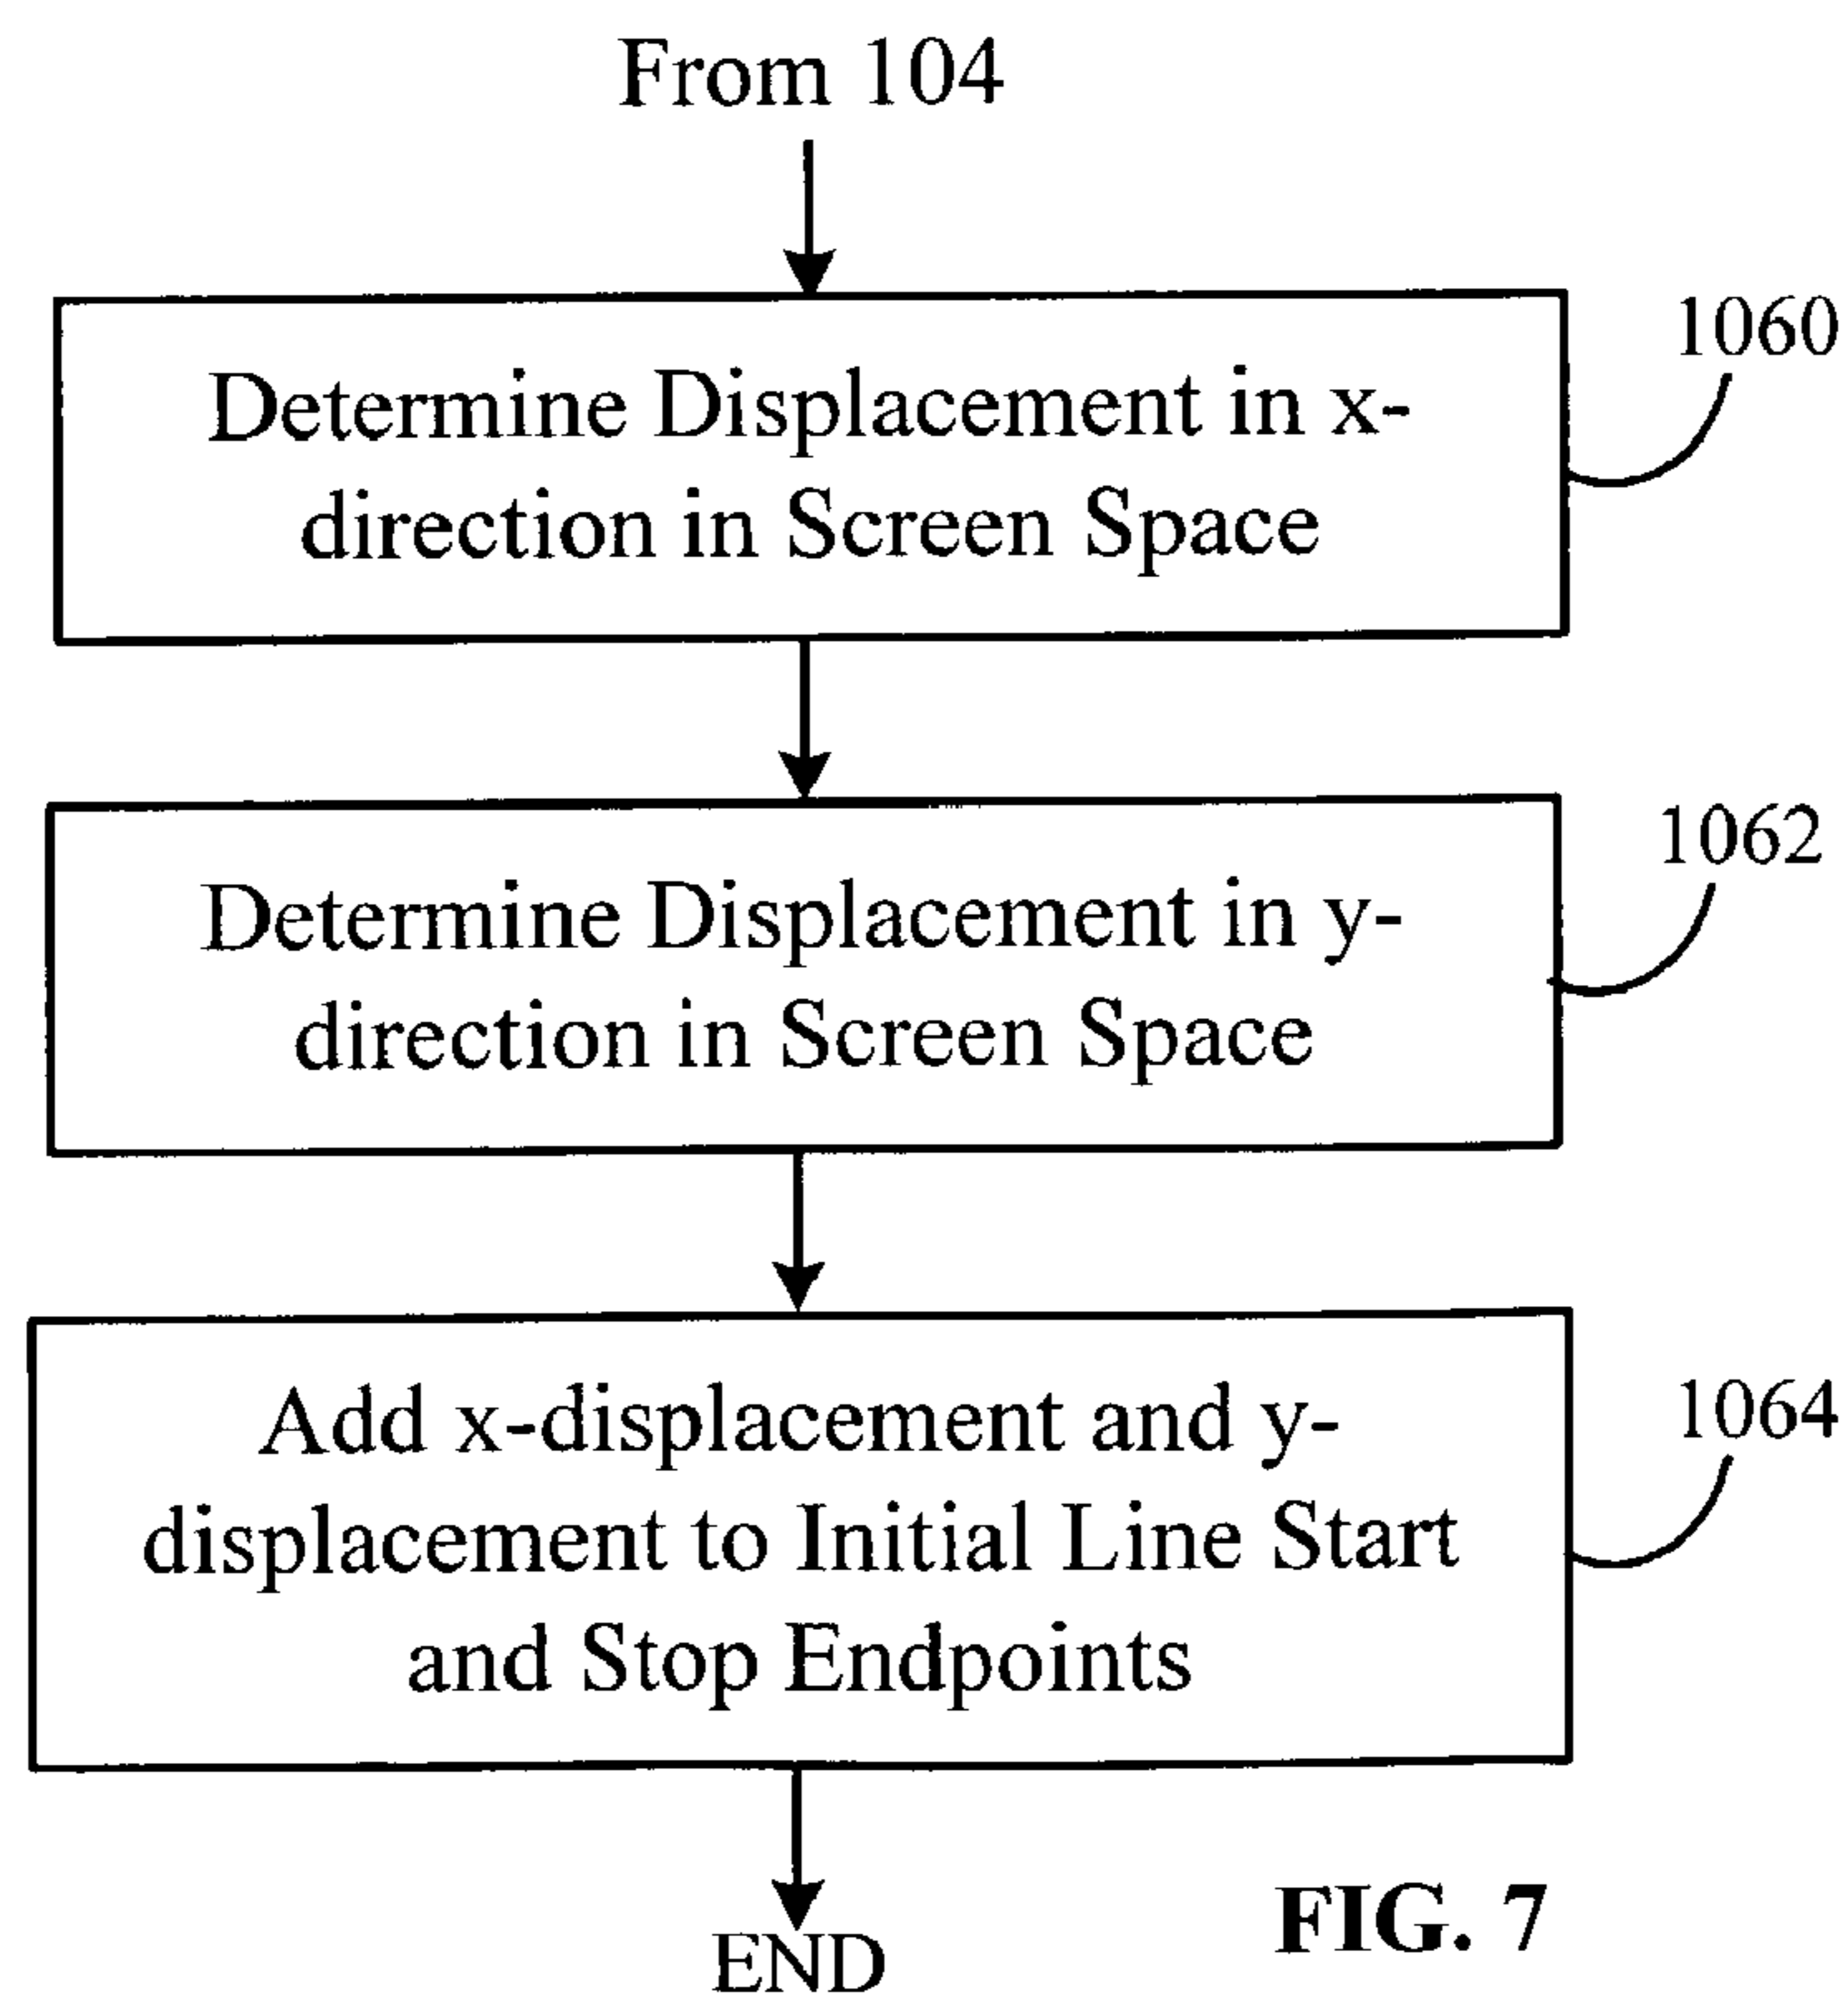 From 104
1060
Determine Displacement in x-
direction in Screen Space
1062
Determine Displacement in y-
direction in Screen Space
1064
Add x-displacement and y-
displacement to Initial Line Start
and Stop Endpoints
END
FIG. 7